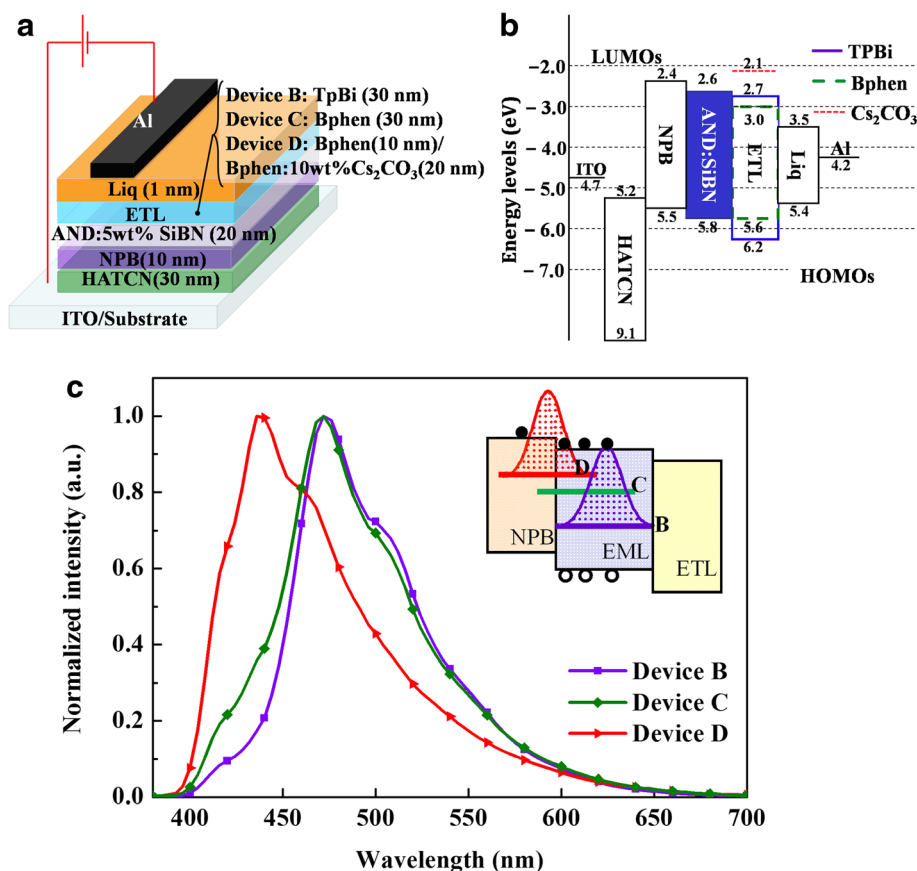 a
Al
Device B: TpBi (30 nm)
Device C: Bphen (30 nm)
Device D: Bphen(10 nm)/
Bphen:10wt%Cs₂CO₃(20 nm)
Liq (1 nm)
ETL
AND:5wt% SiBN (20 nm)
NPB(10 nm)
HATCN(30 nm)
ITO/Substrate
b
Energy levels (eV)
−2.0
−3.0
−4.0
−5.0
−6.0
−7.0
LUMOs
HOMOs
TPBi
Bphen
Cs₂CO₃
ITO
4.7
5.2
HATCN
9.1
2.4
NPB
5.5
2.6
AND:SiBN
5.8
2.1
2.7
3.0
ETL
5.6
6.2
3.5
Liq
5.4
Al
4.2
c
Normalized intensity (a.u.)
1.0
0.8
0.6
0.4
0.2
0.0
400
450
500
550
600
650
700
Wavelength (nm)
D
C
B
NPB
EML
ETL
Device B
Device C
Device D